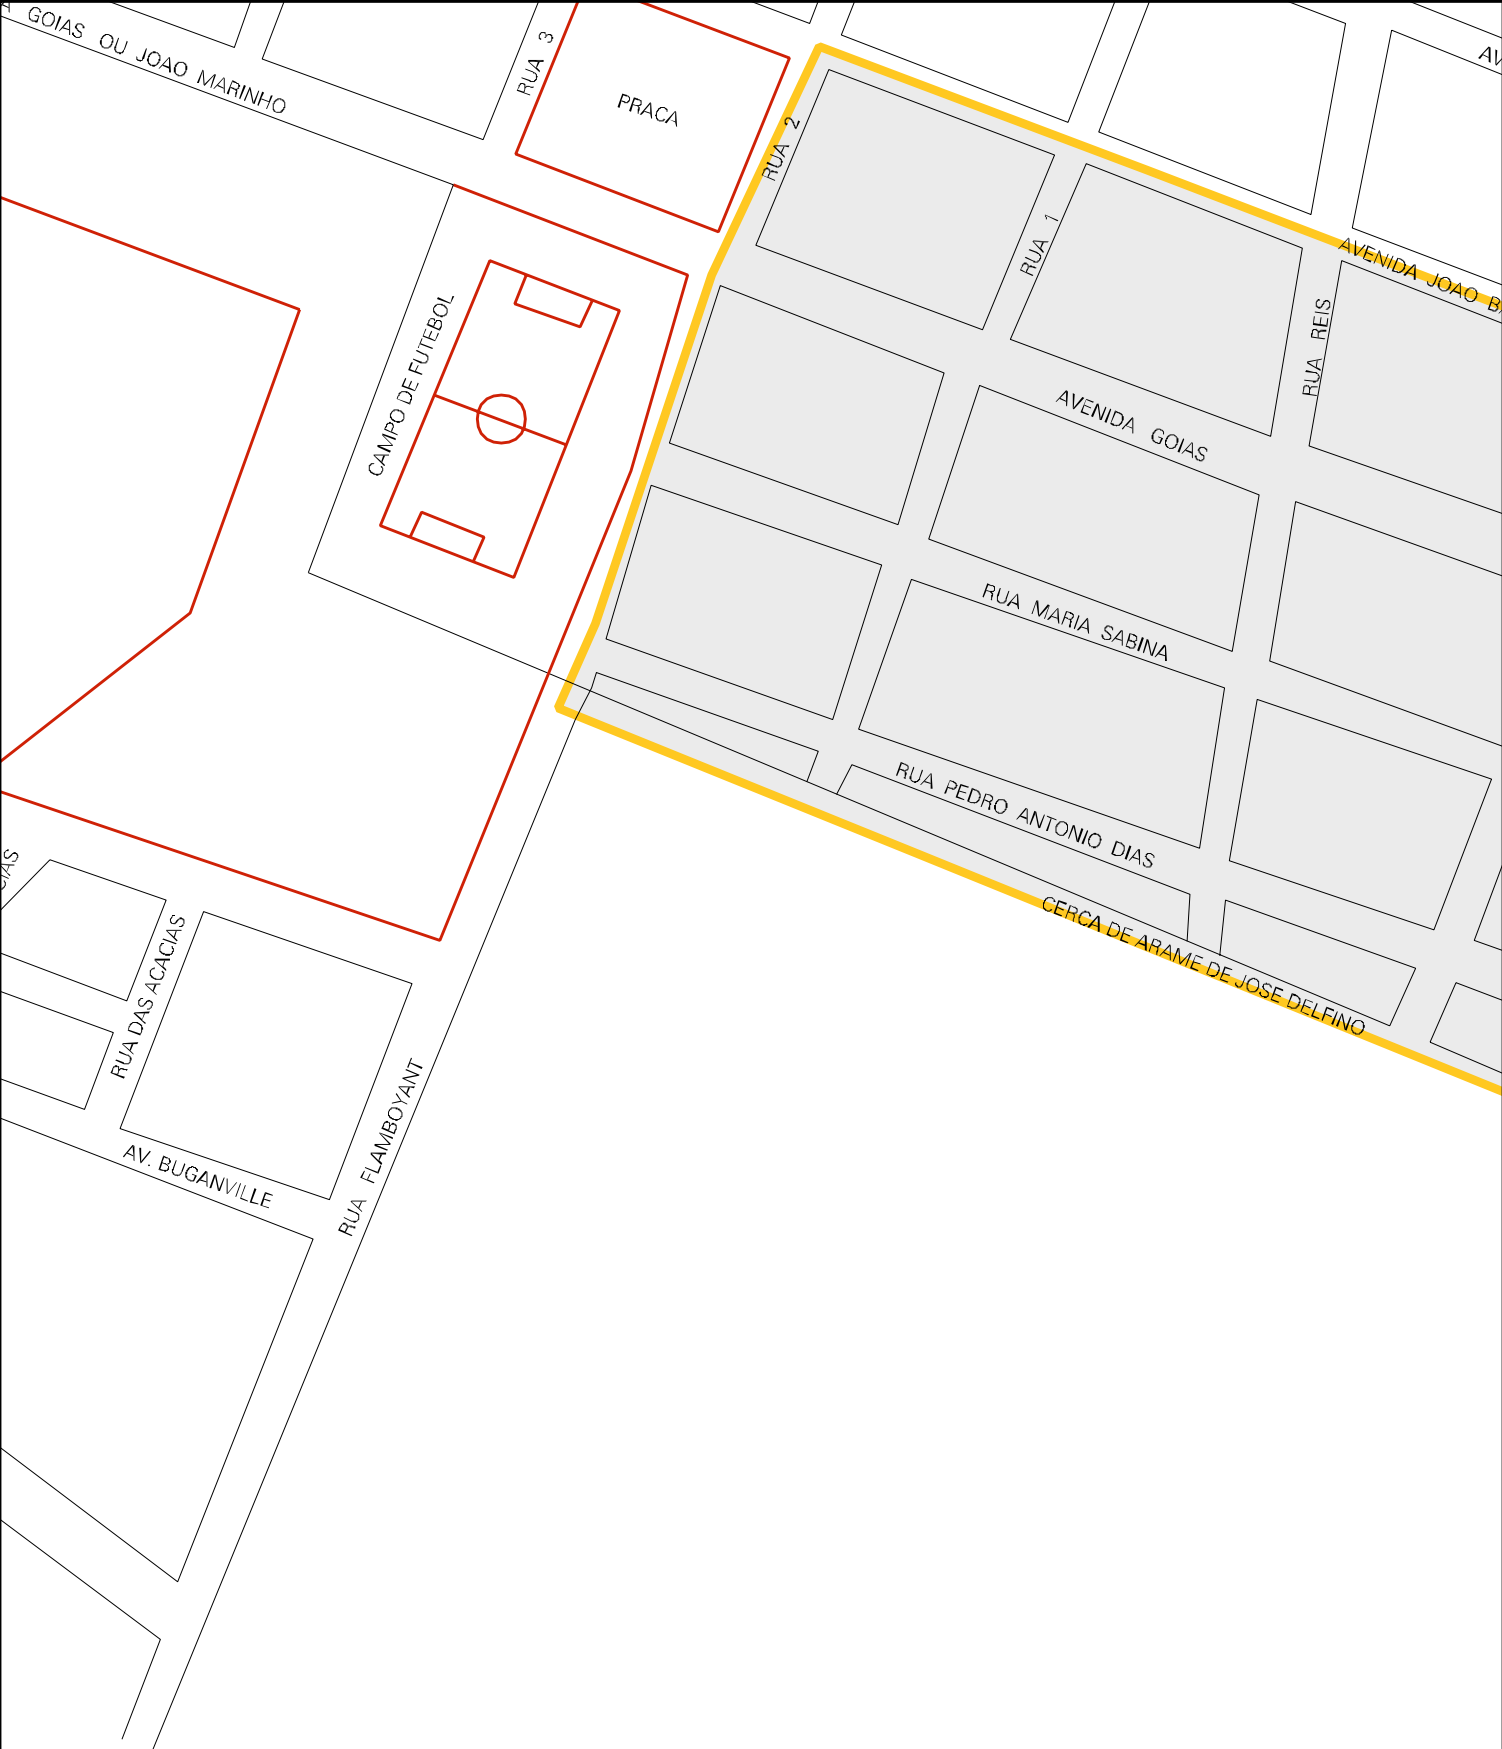 GOIAS OU JOAO MARINHO
RUA 3
PRACA
AV
RUA 2
RUA 1
AVENIDA JOAO B
RUA REIS
CAMPO DE FUTEBOL
AVENIDA GOIAS
RUA MARIA SABINA
RUA PEDRO ANTONIO DIAS
CERCA DE ARAME DE JOSE DELFINO
CIAS
RUA DAS ACACIAS
RUA FLAMBOYANT
AV. BUGANVILLE